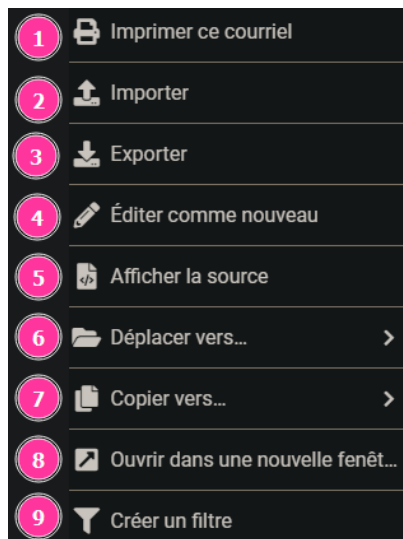 1 Imprimer ce courriel
2 Importer
3 Exporter
4 Éditer comme nouveau
5 Afficher la source
6 Déplacer vers...
7 Copier vers...
8 Ouvrir dans une nouvelle fenêt...
9 Créer un filtre